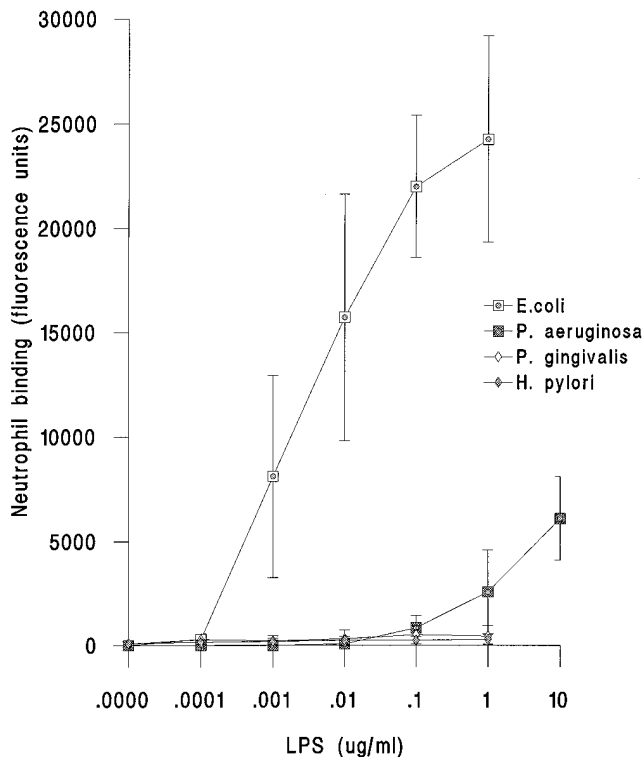 30000
25000
20000
15000
10000
5000
0
Neutrophil binding (fluorescence units)
E.coli
P. aeruginosa
P. gingivalis
H. pylori
.0000 .0001 .001 .01 .1 1 10
LPS (ug/ml)